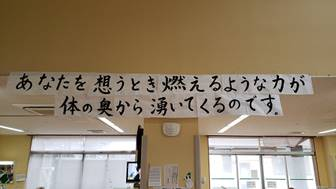 あなたを想うとき燃えるような力が
体の奥から湧いてくるのです。